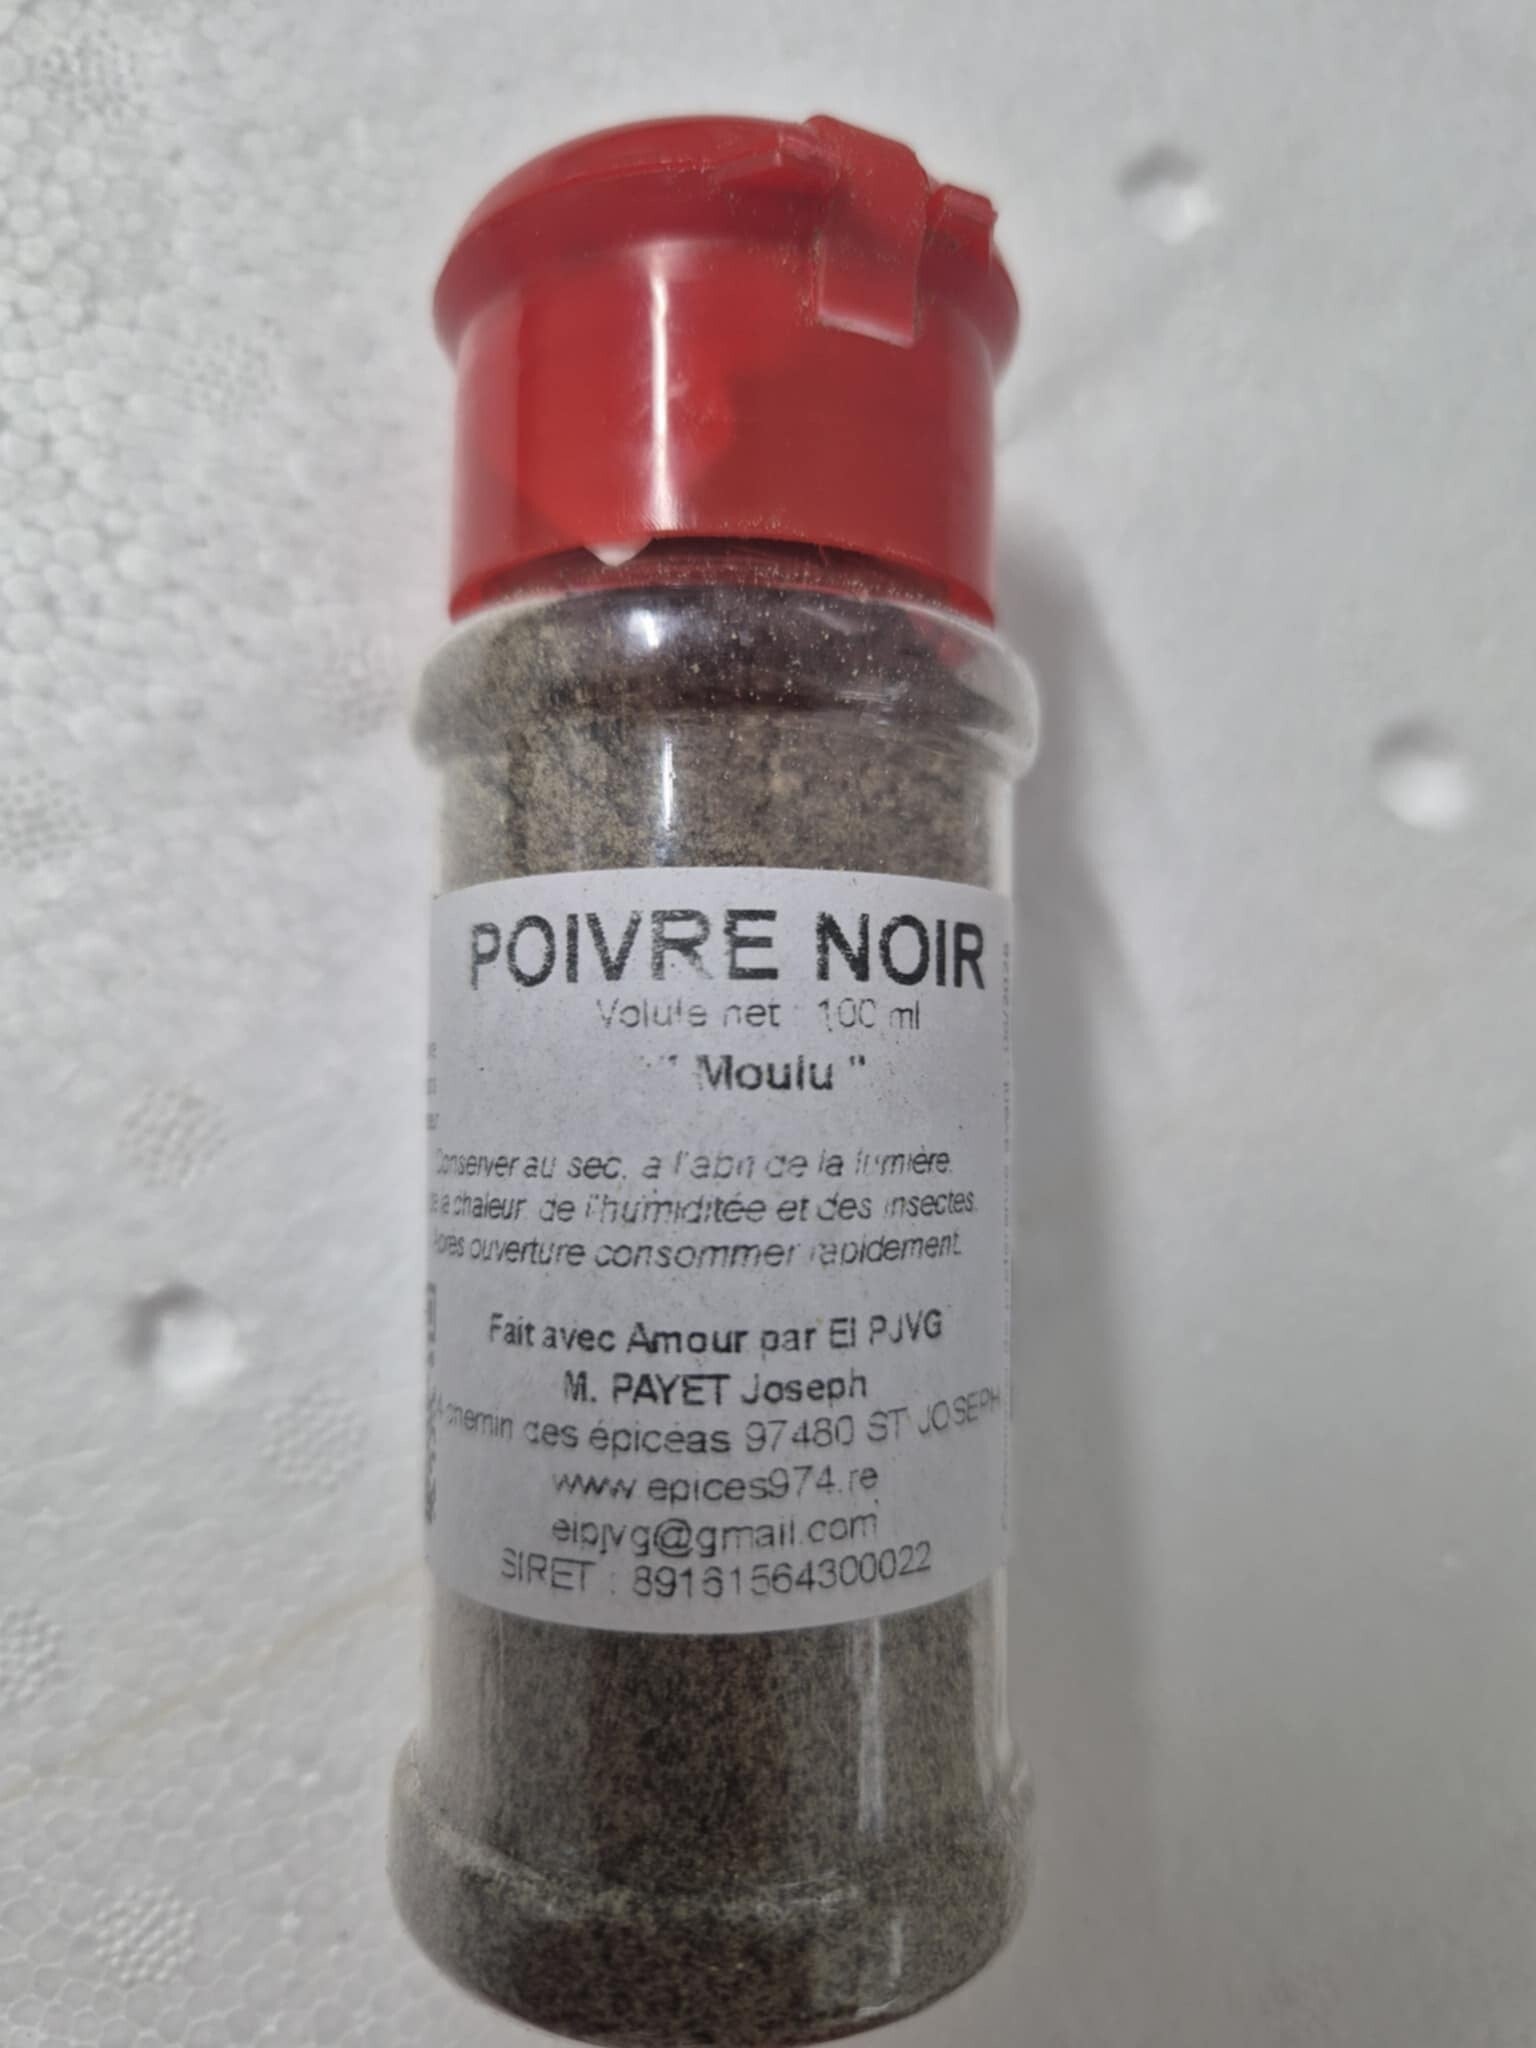 POIVRE NOIR
Volule net : 100 ml
" Moulu "
Conserver au sec, a l'abri de la lumière,
de la chaleur, de l'humiditée et des insectes.
Après ouverture consommer rapidement.
Fait avec Amour par EI PJVG
M. PAYET Joseph
chemin des épicéas 97480 ST JOSEPH
www.epices974.re
eipjvg@gmail.com
SIRET : 89161564300022